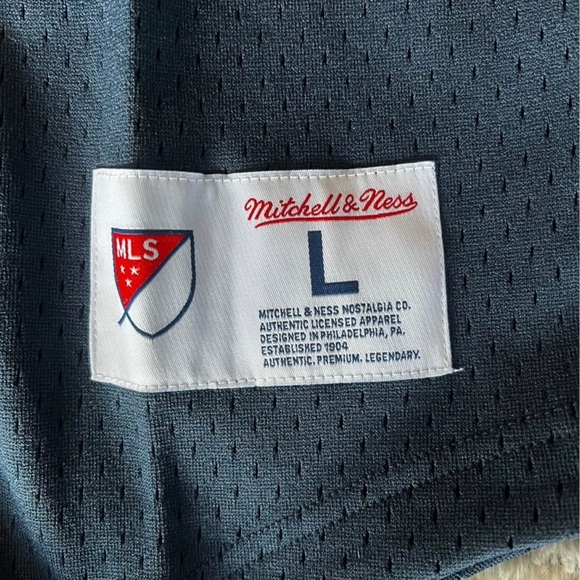 MLS
Mitchell & Ness
L
MITCHELL & NESS NOSTALGIA CO.
AUTHENTIC LICENSED APPAREL
DESIGNED IN PHILADELPHIA, PA.
ESTABLISHED 1904
AUTHENTIC. PREMIUM. LEGENDARY.